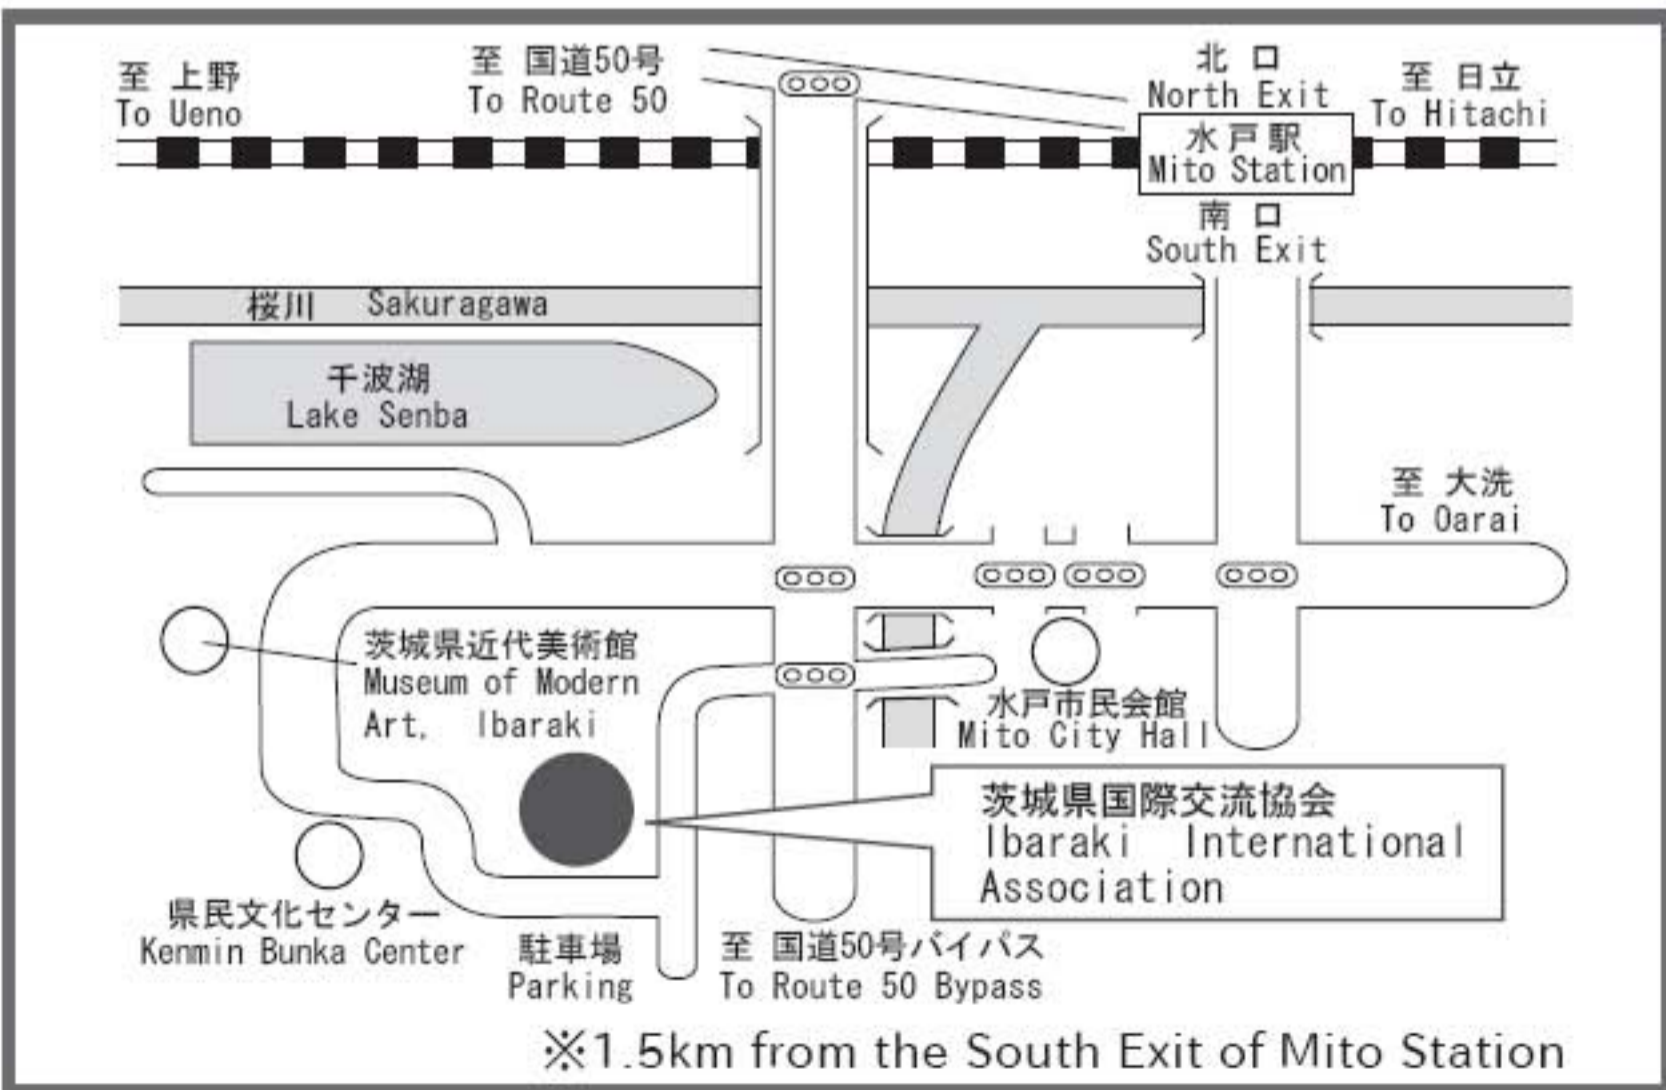 至 上野
To Ueno
至 国道50号
To Route 50
北 口
North Exit
至 日立
To Hitachi
水戸駅
Mito Station
南 口
South Exit
桜川 Sakuragawa
千波湖
Lake Senba
至 大洗
To Oarai
茨城県近代美術館
Museum of Modern
Art, Ibaraki
水戸市民会館
Mito City Hall
茨城県国際交流協会
Ibaraki International
Association
県民文化センター
Kenmin Bunka Center
駐車場
Parking
至 国道50号バイパス
To Route 50 Bypass
※1.5km from the South Exit of Mito Station